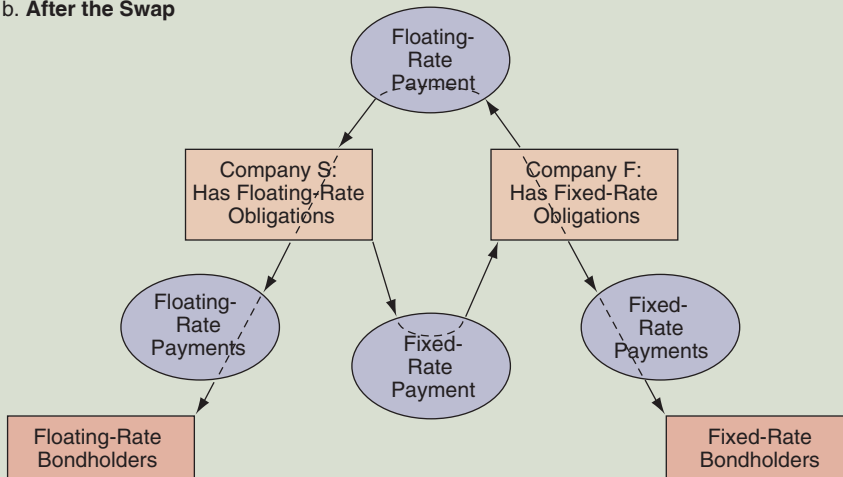 b. After the Swap
Floating-
Rate
Payment
Company S:
Has Floating-Rate
Obligations
Company F:
Has Fixed-Rate
Obligations
Floating-
Rate
Payments
Fixed-
Rate
Payment
Fixed-
Rate
Payments
Floating-Rate
Bondholders
Fixed-Rate
Bondholders